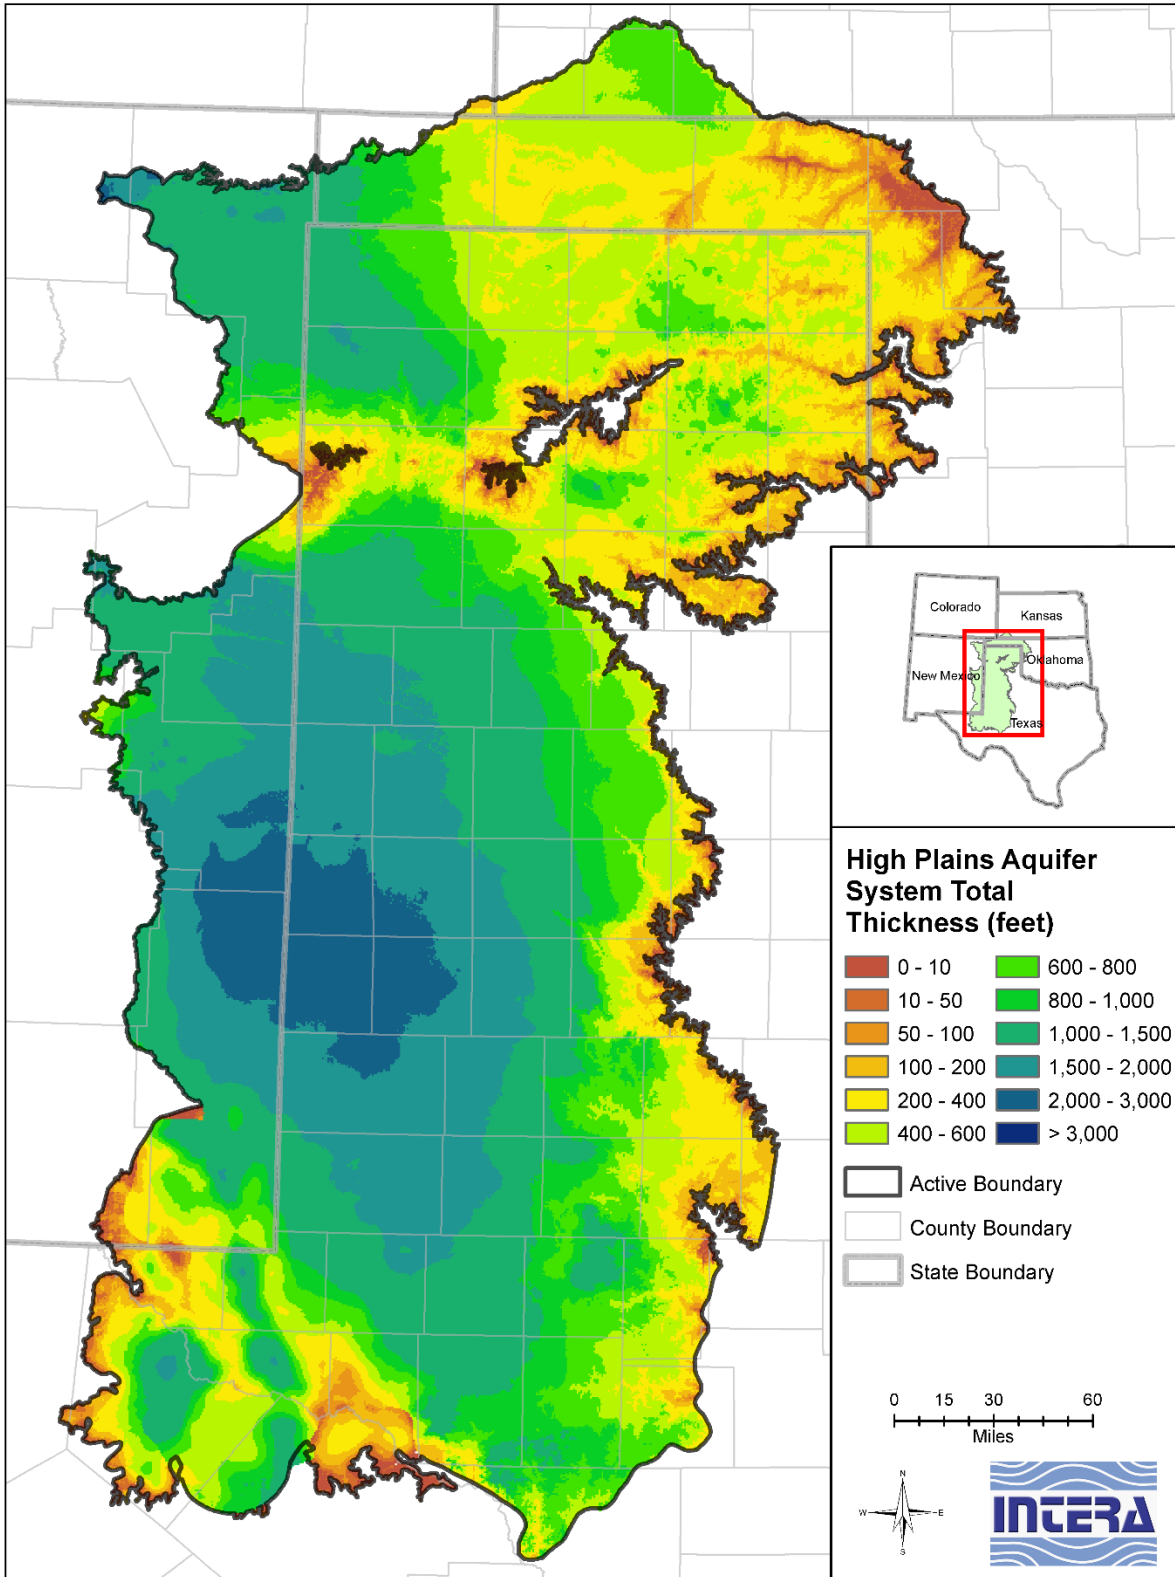 Colorado
Kansas
New Mexico
Oklahoma
Texas
High Plains Aquifer
System Total
Thickness (feet)
0 - 10
600 - 800
10 - 50
800 - 1,000
50 - 100
1,000 - 1,500
100 - 200
1,500 - 2,000
200 - 400
2,000 - 3,000
400 - 600
> 3,000
Active Boundary
County Boundary
State Boundary
0 15 30 60
Miles
N
W E
S
INTERA